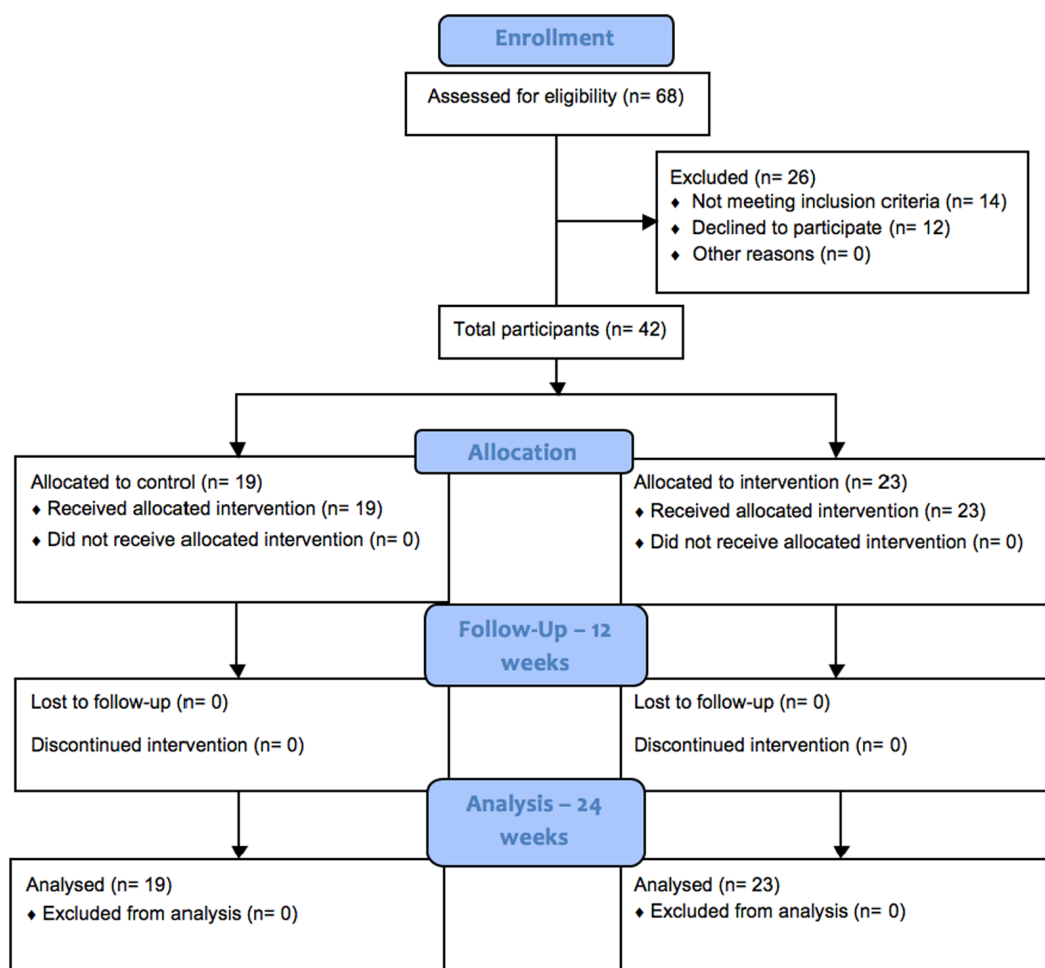 Enrollment
Assessed for eligibility (n= 68)
Excluded (n= 26)
♦ Not meeting inclusion criteria (n= 14)
♦ Declined to participate (n= 12)
♦ Other reasons (n= 0)
Total participants (n= 42)
Allocation
Allocated to control (n= 19)
♦ Received allocated intervention (n= 19)
♦ Did not receive allocated intervention (n= 0)
Allocated to intervention (n= 23)
♦ Received allocated intervention (n= 23)
♦ Did not receive allocated intervention (n= 0)
Follow-Up – 12
weeks
Lost to follow-up (n= 0)
Discontinued intervention (n= 0)
Lost to follow-up (n= 0)
Discontinued intervention (n= 0)
Analysis – 24
weeks
Analysed (n= 19)
♦ Excluded from analysis (n= 0)
Analysed (n= 23)
♦ Excluded from analysis (n= 0)